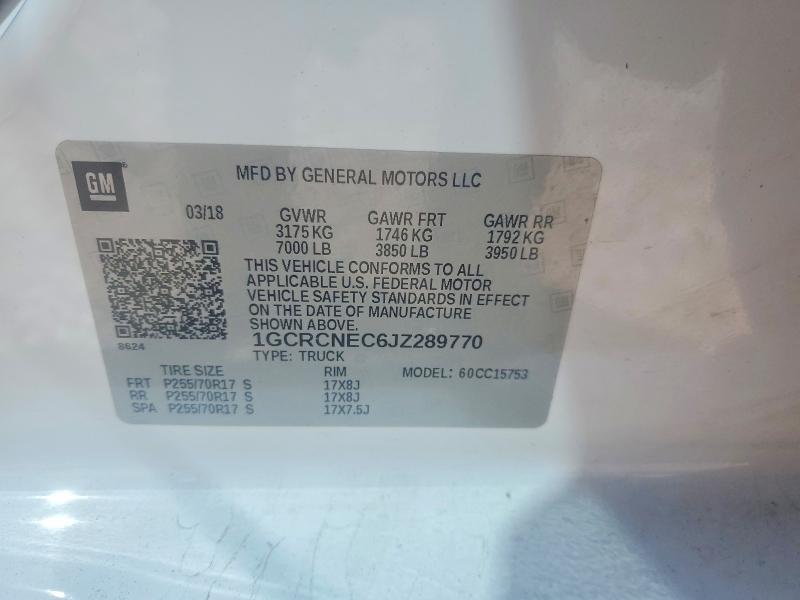 GM
MFD BY GENERAL MOTORS LLC
03/18 GVWR GAWR FRT GAWR RR
3175 KG 1746 KG 1792 KG
7000 LB 3850 LB 3950 LB
THIS VEHICLE CONFORMS TO ALL
APPLICABLE U.S. FEDERAL MOTOR
VEHICLE SAFETY STANDARDS IN EFFECT
ON THE DATE OF MANUFACTURE
SHOWN ABOVE.
8624
1GCRCNEC6JZ289770
TYPE: TRUCK
TIRE SIZE RIM MODEL: 60CC15753
FRT P255/70R17 S 17X8J
RR P255/70R17 S 17X8J
SPA P255/70R17 S 17X7.5J